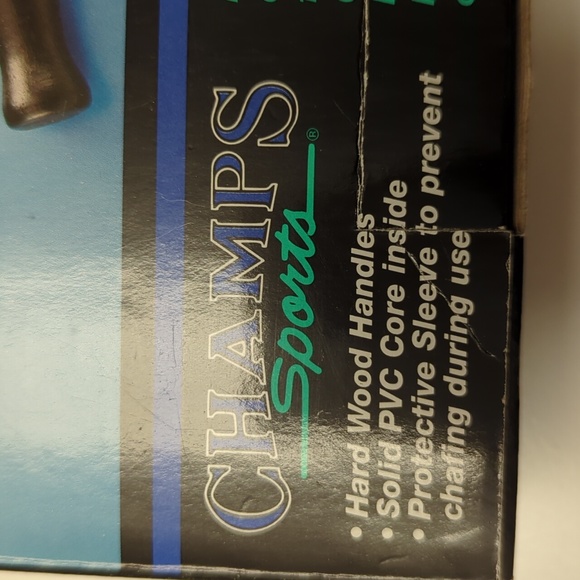 CHAMPS
Sports®
• Hard Wood Handles
• Solid PVC Core inside
• Protective Sleeve to prevent
chafing during use